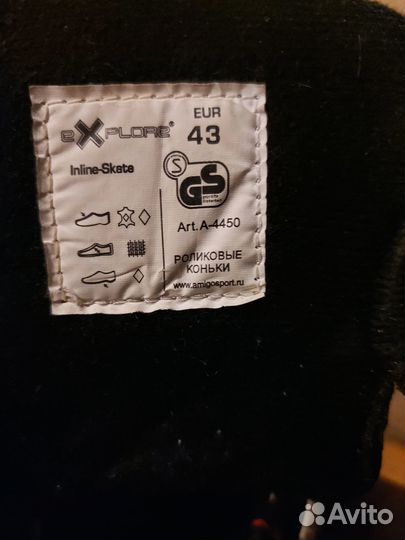 eXPLORE®
EUR
43
Inline-Skate
S
GS
Art.A-4450
РОЛИКОВЫЕ
КОНЬКИ
www.amigosport.ru
Avito